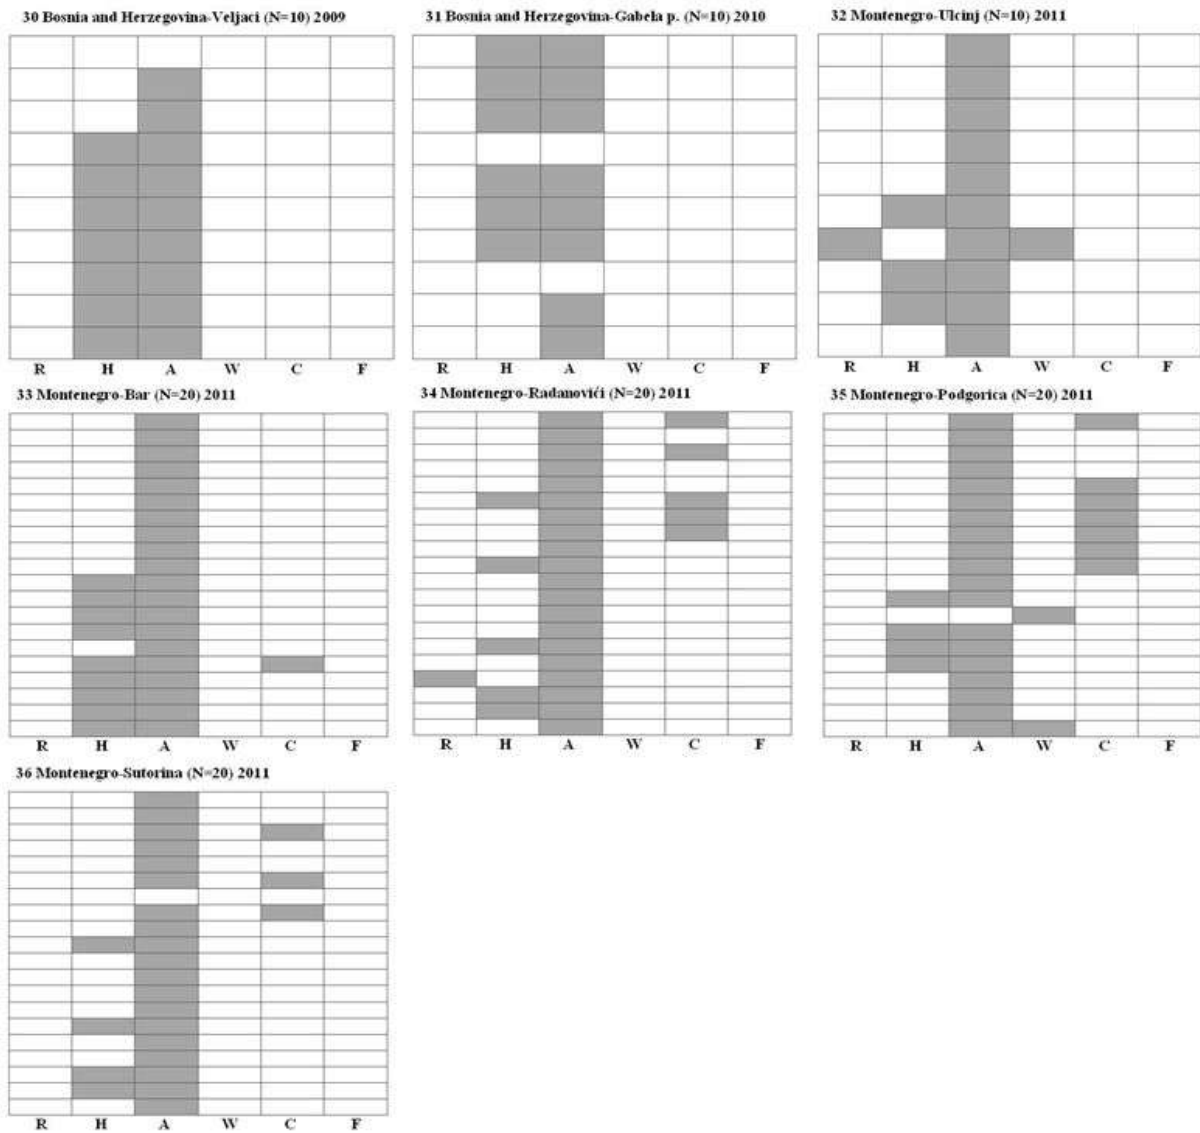 30 Bosnia and Herzegovina-Veljaci (N=10) 2009
31 Bosnia and Herzegovina-Gabela p. (N=10) 2010
32 Montenegro-Ulcinj (N=10) 2011
R H A W C F
R H A W C F
R H A W C F
33 Montenegro-Bar (N=20) 2011
34 Montenegro-Radanovići (N=20) 2011
35 Montenegro-Podgorica (N=20) 2011
R H A W C F
R H A W C F
R H A W C F
36 Montenegro-Sutorina (N=20) 2011
R H A W C F